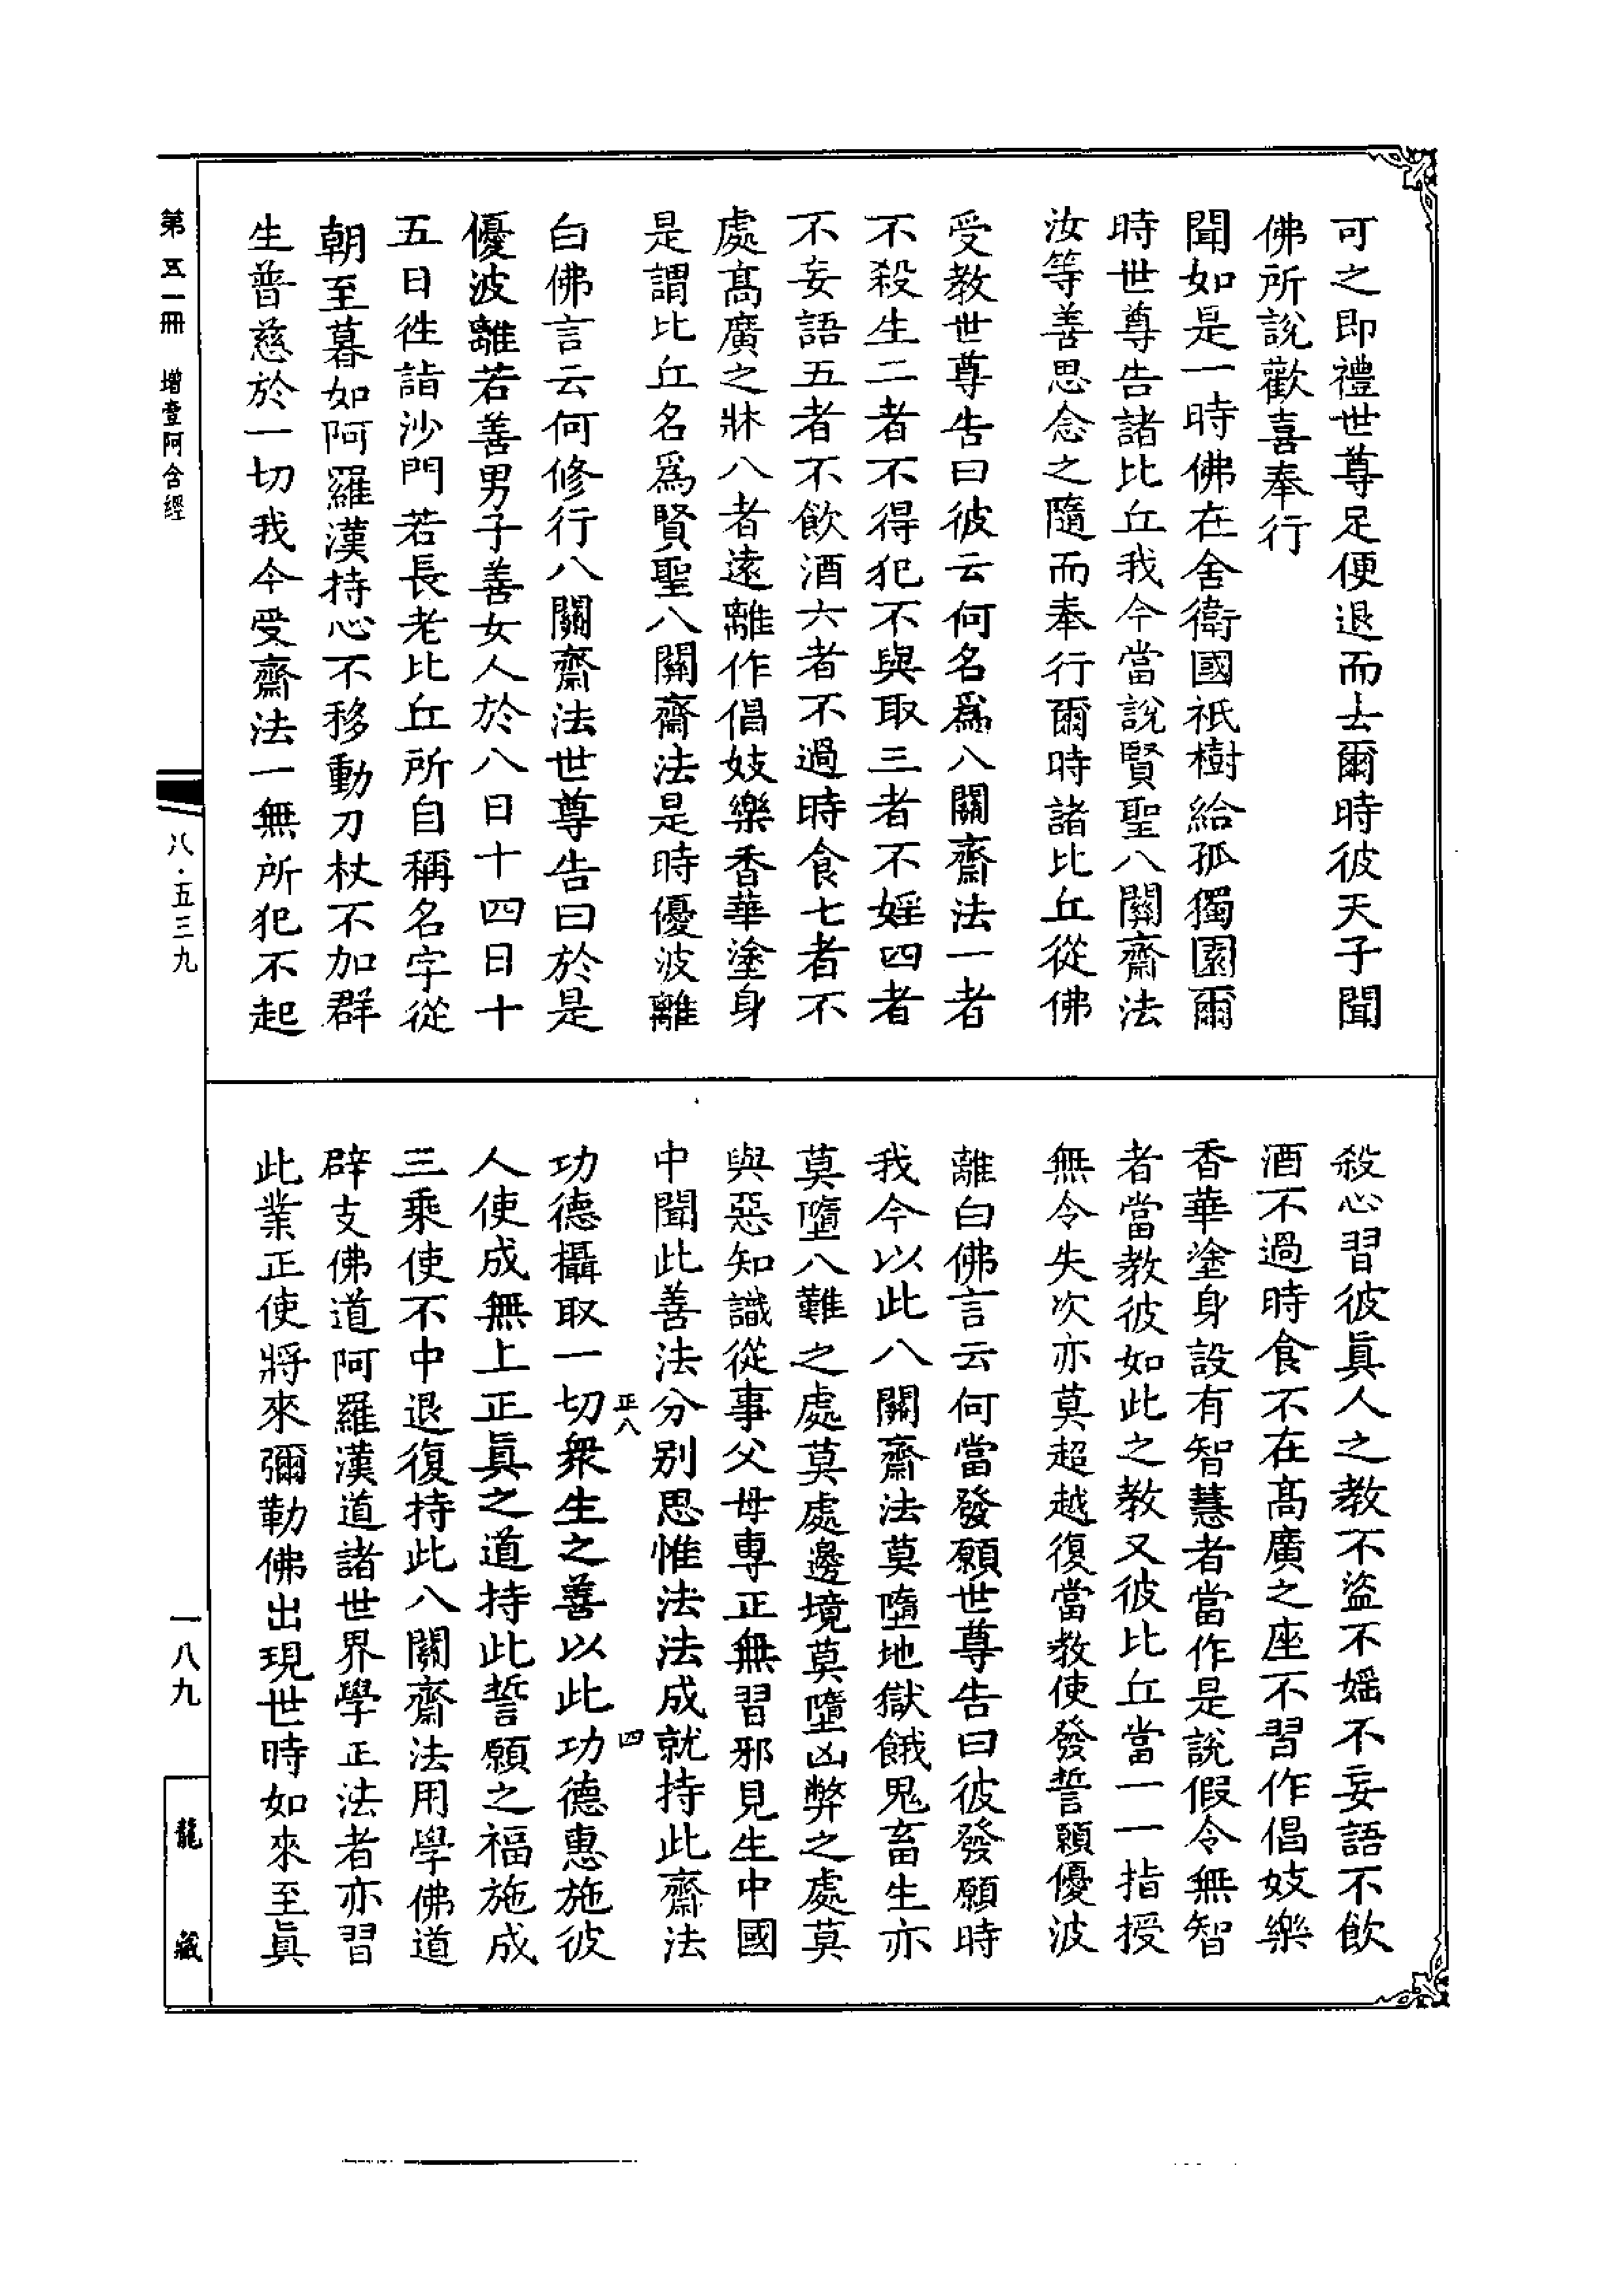 可之即禮世尊足便退而去爾時彼天子聞
佛所說歡喜奉行
聞如是一時佛在舍衛國祇樹給孤獨園爾
時世尊告諸比丘我今當說賢聖八關齋法
汝等善思念之隨而奉行爾時諸比丘從佛
受教世尊告曰彼云何名爲八關齋法一者
不殺生二者不得犯不與取三者不婬四者
不妄語五者不飲酒六者不過時食七者不
處高廣之牀八者遠離作倡妓樂香華塗身
是謂比丘名爲賢聖八關齋法是時優波離
白佛言云何修行八關齋法世尊告曰於是
優波離若善男子善女人於八日十四日十
五日徃詣沙門若長老比丘所自稱名字從
朝至暮如阿羅漢持心不移動刀杖不加群
生普慈於一切我今受齋法一無所犯不起
殺心習彼眞人之教不盜不婬不妄語不飲
酒不過時食不在高廣之座不習作倡妓樂
香華塗身設有智慧者當作是說假令無智
者當教彼如此之教又彼比丘當一一指授
無令失次亦莫超越復當教使發誓願優波
離白佛言云何當發願世尊告曰彼發願時
我今以此八關齋法莫墮地獄餓鬼畜生亦
莫墮八難之處莫處邊境莫墮凶弊之處莫
與惡知識從事父母專正無習邪見生中國
中聞此善法分别思惟法法成就持此齋法
正八 四
功德攝取一切衆生之善以此功德惠施彼
人使成無上正眞之道持此誓願之福施成
三乘使不中退復持此八關齋法用學佛道
辟支佛道阿羅漢道諸世界學正法者亦習
此業正使將來彌勒佛出現世時如來至眞
第五一冊 增壹阿含經
八·五三九
一八九
龍藏